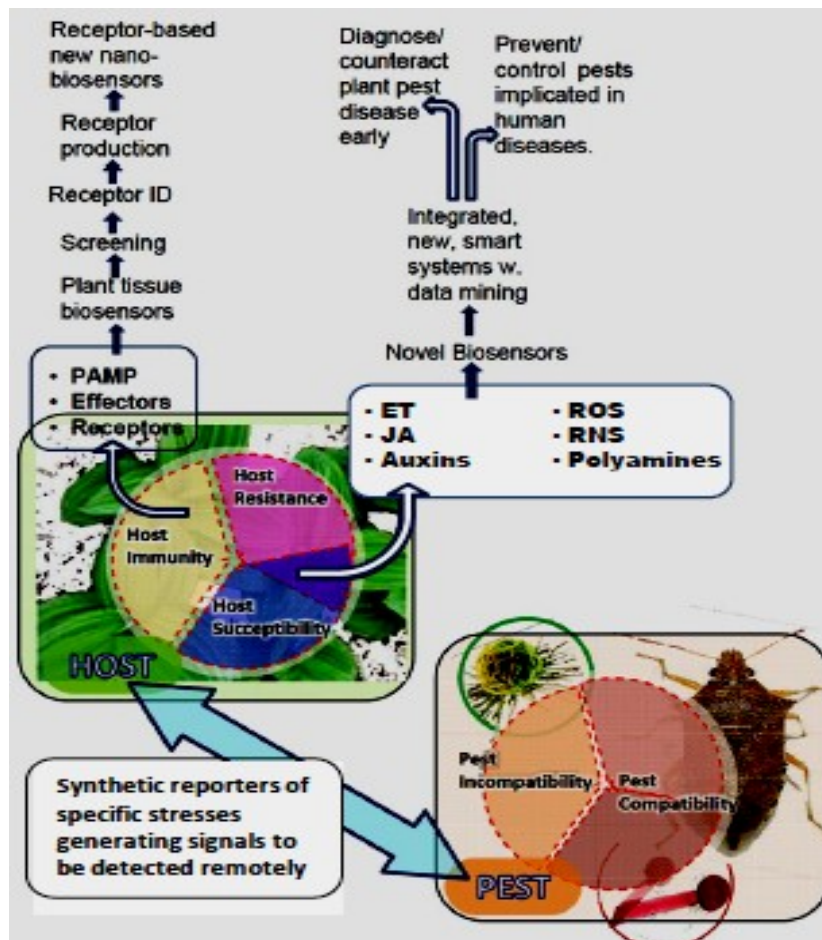 Receptor-based
new nano-
biosensors
Receptor
production
Receptor ID
Screening
Plant tissue
biosensors
• PAMP
• Effectors
• Receptors
Diagnose/
counteract
plant pest
disease
early
Prevent/
control pests
implicated in
human
diseases.
Integrated,
new, smart
systems w.
data mining
Novel Biosensors
- ET
- JA
- Auxins
- ROS
- RNS
- Polyamines
Host
Resistance
Host
Immunity
Host
Succeptibility
HOST
Synthetic reporters of
specific stresses
generating signals to
be detected remotely
Pest
Incompatibility
Pest
Compatibility
PEST